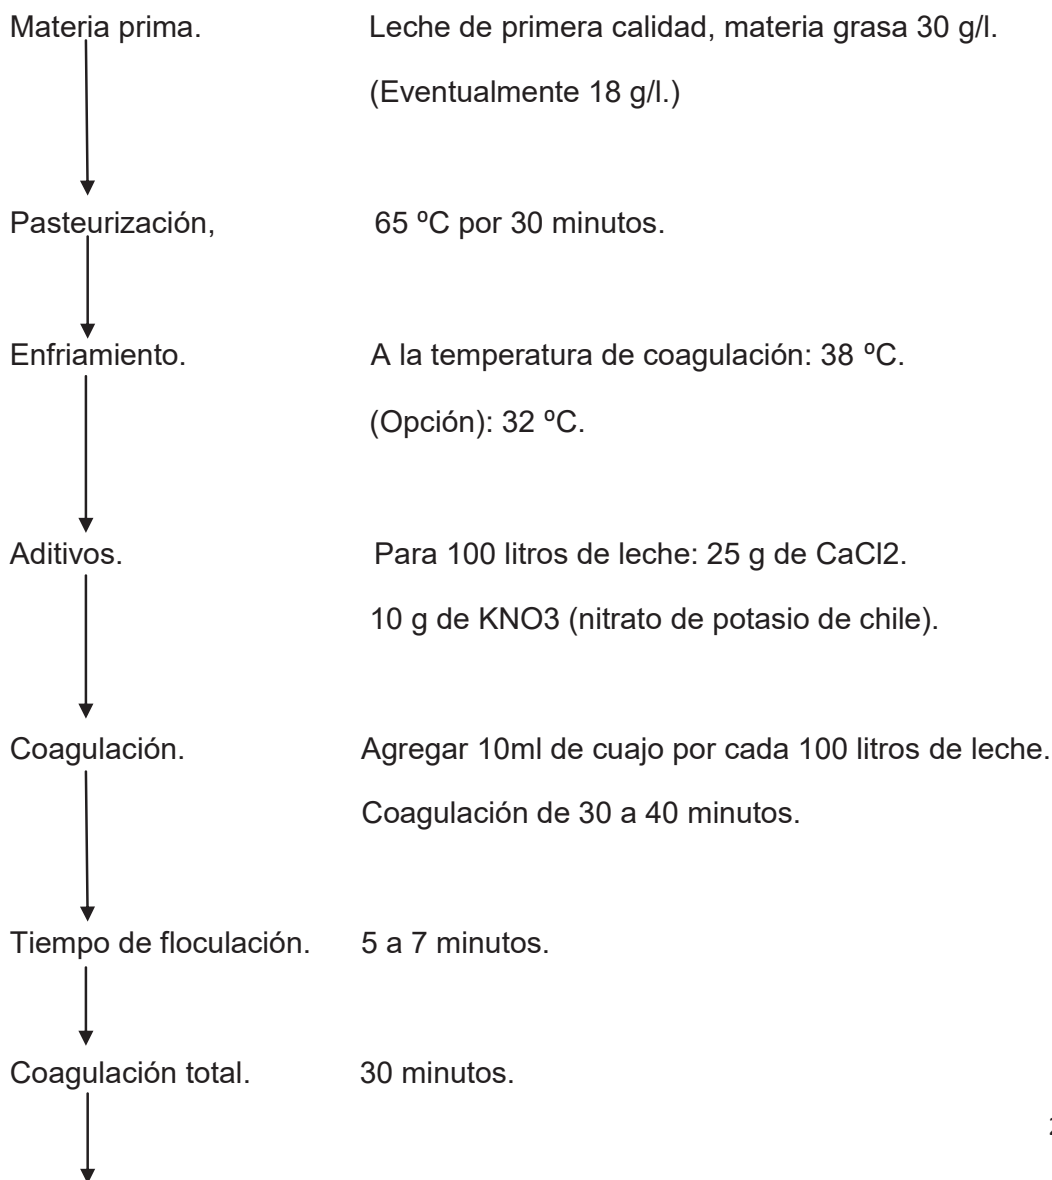 Materia prima. Leche de primera calidad, materia grasa 30 g/l.
(Eventualmente 18 g/l.)
Pasteurización, 65 ºC por 30 minutos.
Enfriamiento. A la temperatura de coagulación: 38 ºC.
(Opción): 32 ºC.
Aditivos. Para 100 litros de leche: 25 g de CaCl2.
10 g de KNO3 (nitrato de potasio de chile).
Coagulación. Agregar 10ml de cuajo por cada 100 litros de leche.
Coagulación de 30 a 40 minutos.
Tiempo de floculación. 5 a 7 minutos.
Coagulación total. 30 minutos.